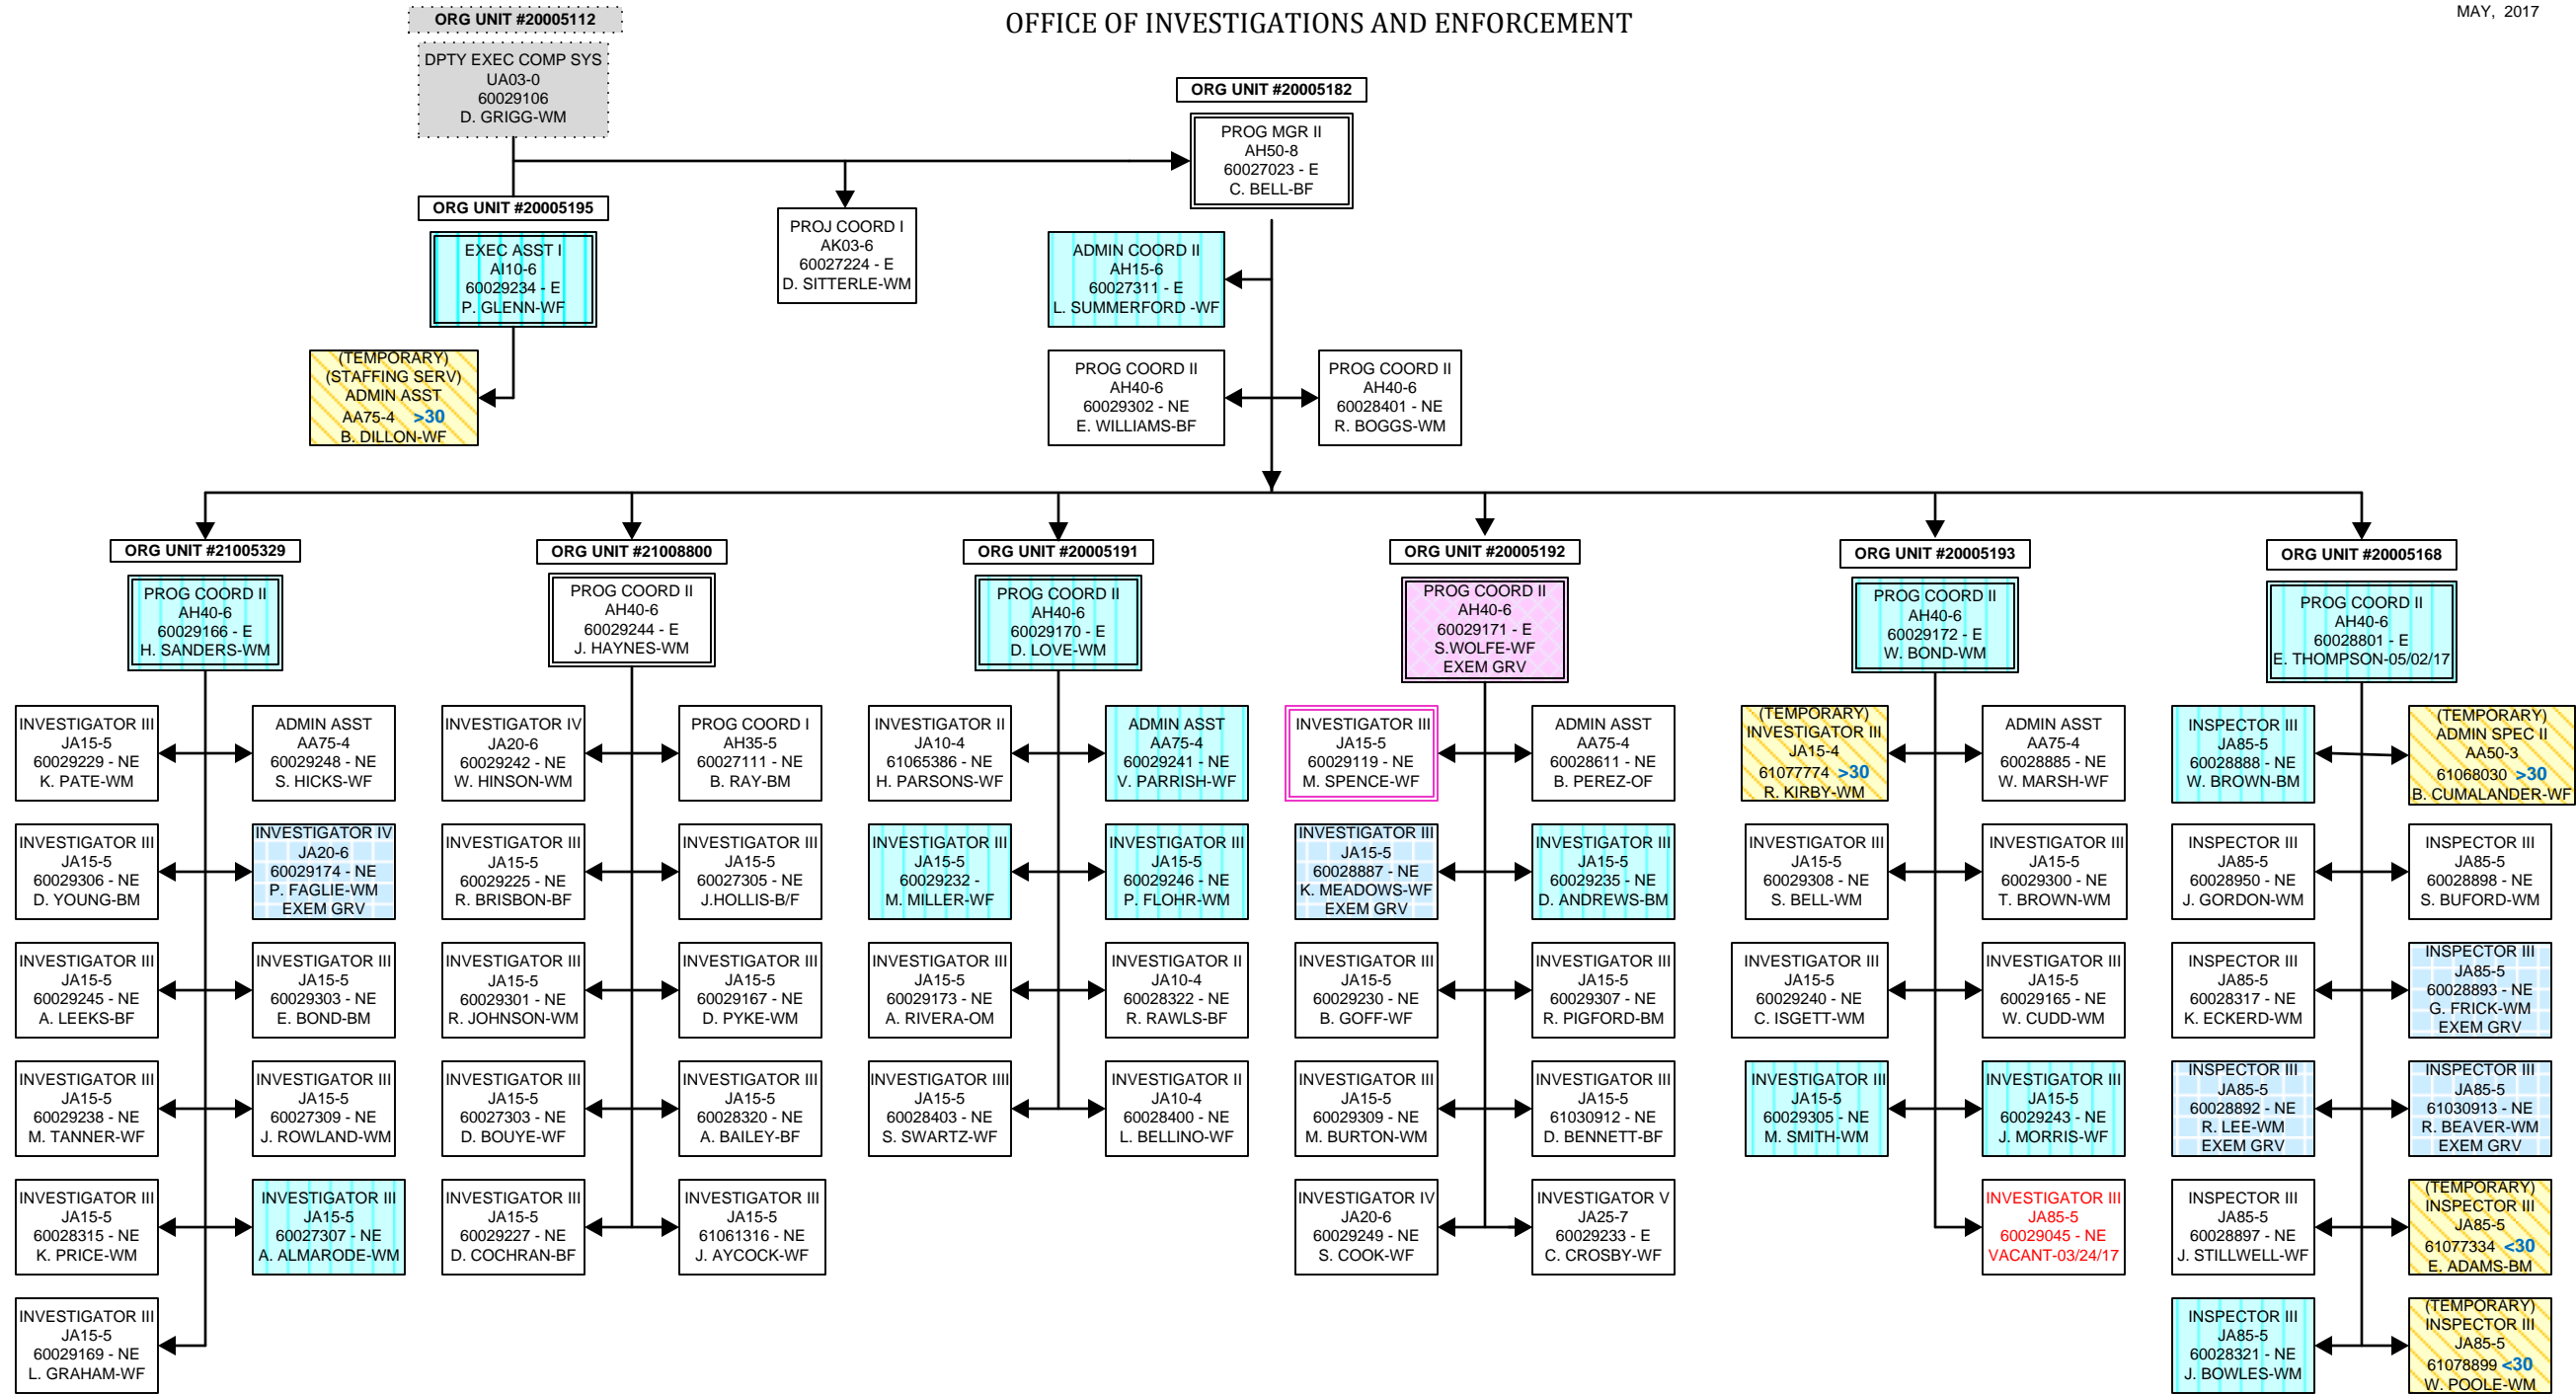 ORG UNIT #20005112
OFFICE OF INVESTIGATIONS AND ENFORCEMENT
MAY, 2017
DPTY EXEC COMP SYS
UA03-0
60029106
D. GRIGG-WM
ORG UNIT #20005182
PROG MGR II
AH50-8
60027023 - E
C. BELL-BF
ORG UNIT #20005195
EXEC ASST I
AI10-6
60029234 - E
P. GLENN-WF
PROJ COORD I
AK03-6
60027224 - E
D. SITTERLE-WM
ADMIN COORD II
AH15-6
60027311 - E
L. SUMMERFORD -WF
(TEMPORARY)
(STAFFING SERV)
ADMIN ASST
AA75-4 >30
B. DILLON-WF
PROG COORD II
AH40-6
60029302 - NE
E. WILLIAMS-BF
PROG COORD II
AH40-6
60028401 - NE
R. BOGGS-WM
ORG UNIT #21005329
PROG COORD II
AH40-6
60029166 - E
H. SANDERS-WM
INVESTIGATOR III
JA15-5
60029229 - NE
K. PATE-WM
ADMIN ASST
AA75-4
60029248 - NE
S. HICKS-WF
INVESTIGATOR III
JA15-5
60029306 - NE
D. YOUNG-BM
INVESTIGATOR IV
JA20-6
60029174 - NE
P. FAGLIE-WM
EXEM GRV
INVESTIGATOR III
JA15-5
60029245 - NE
A. LEEKS-BF
INVESTIGATOR III
JA15-5
60029303 - NE
E. BOND-BM
INVESTIGATOR III
JA15-5
60029238 - NE
M. TANNER-WF
INVESTIGATOR III
JA15-5
60027309 - NE
J. ROWLAND-WM
INVESTIGATOR III
JA15-5
60028315 - NE
K. PRICE-WM
INVESTIGATOR III
JA15-5
60027307 - NE
A. ALMARODE-WM
INVESTIGATOR III
JA15-5
60029169 - NE
L. GRAHAM-WF
ORG UNIT #21008800
PROG COORD II
AH40-6
60029244 - E
J. HAYNES-WM
INVESTIGATOR IV
JA20-6
60029242 - NE
W. HINSON-WM
PROG COORD I
AH35-5
60027111 - NE
B. RAY-BM
INVESTIGATOR III
JA15-5
60029225 - NE
R. BRISBON-BF
INVESTIGATOR III
JA15-5
60027305 - NE
J.HOLLIS-B/F
INVESTIGATOR III
JA15-5
60029301 - NE
R. JOHNSON-WM
INVESTIGATOR III
JA15-5
60029167 - NE
D. PYKE-WM
INVESTIGATOR III
JA15-5
60027303 - NE
D. BOUYE-WF
INVESTIGATOR III
JA15-5
60028320 - NE
A. BAILEY-BF
INVESTIGATOR III
JA15-5
60029227 - NE
D. COCHRAN-BF
INVESTIGATOR III
JA15-5
61061316 - NE
J. AYCOCK-WF
ORG UNIT #20005191
PROG COORD II
AH40-6
60029170 - E
D. LOVE-WM
INVESTIGATOR II
JA10-4
61065386 - NE
H. PARSONS-WF
ADMIN ASST
AA75-4
60029241 - NE
V. PARRISH-WF
INVESTIGATOR III
JA15-5
60029232 -
M. MILLER-WF
INVESTIGATOR III
JA15-5
60029246 - NE
P. FLOHR-WM
INVESTIGATOR III
JA15-5
60029173 - NE
A. RIVERA-OM
INVESTIGATOR II
JA10-4
60028322 - NE
R. RAWLS-BF
INVESTIGATOR IIII
JA15-5
60028403 - NE
S. SWARTZ-WF
INVESTIGATOR II
JA10-4
60028400 - NE
L. BELLINO-WF
ORG UNIT #20005192
PROG COORD II
AH40-6
60029171 - E
S.WOLFE-WF
EXEM GRV
INVESTIGATOR III
JA15-5
60029119 - NE
M. SPENCE-WF
ADMIN ASST
AA75-4
60028611 - NE
B. PEREZ-OF
INVESTIGATOR III
JA15-5
60028887 - NE
K. MEADOWS-WF
EXEM GRV
INVESTIGATOR III
JA15-5
60029235 - NE
D. ANDREWS-BM
INVESTIGATOR III
JA15-5
60029230 - NE
B. GOFF-WF
INVESTIGATOR III
JA15-5
60029307 - NE
R. PIGFORD-BM
INVESTIGATOR III
JA15-5
60029309 - NE
M. BURTON-WM
INVESTIGATOR III
JA15-5
61030912 - NE
D. BENNETT-BF
INVESTIGATOR IV
JA20-6
60029249 - NE
S. COOK-WF
INVESTIGATOR V
JA25-7
60029233 - E
C. CROSBY-WF
ORG UNIT #20005193
PROG COORD II
AH40-6
60029172 - E
W. BOND-WM
(TEMPORARY)
INVESTIGATOR III
JA15-4
61077774 >30
R. KIRBY-WM
ADMIN ASST
AA75-4
60028885 - NE
W. MARSH-WF
INVESTIGATOR III
JA15-5
60029308 - NE
S. BELL-WM
INVESTIGATOR III
JA15-5
60029300 - NE
T. BROWN-WM
INVESTIGATOR III
JA15-5
60029240 - NE
C. ISGETT-WM
INVESTIGATOR III
JA15-5
60029165 - NE
W. CUDD-WM
INVESTIGATOR III
JA15-5
60029305 - NE
M. SMITH-WM
INVESTIGATOR III
JA15-5
60029243 - NE
J. MORRIS-WF
INVESTIGATOR III
JA85-5
60029045 - NE
VACANT-03/24/17
ORG UNIT #20005168
PROG COORD II
AH40-6
60028801 - E
E. THOMPSON-05/02/17
INSPECTOR III
JA85-5
60028888 - NE
W. BROWN-BM
(TEMPORARY)
ADMIN SPEC II
AA50-3
61068030 >30
B. CUMALANDER-WF
INSPECTOR III
JA85-5
60028950 - NE
J. GORDON-WM
INSPECTOR III
JA85-5
60028898 - NE
S. BUFORD-WM
INSPECTOR III
JA85-5
60028317 - NE
K. ECKERD-WM
INSPECTOR III
JA85-5
60028893 - NE
G. FRICK-WM
EXEM GRV
INSPECTOR III
JA85-5
60028892 - NE
R. LEE-WM
EXEM GRV
INSPECTOR III
JA85-5
61030913 - NE
R. BEAVER-WM
EXEM GRV
INSPECTOR III
JA85-5
60028897 - NE
J. STILLWELL-WF
(TEMPORARY)
INSPECTOR III
JA85-5
61077334 <30
E. ADAMS-BM
INSPECTOR III
JA85-5
60028321 - NE
J. BOWLES-WM
(TEMPORARY)
INSPECTOR III
JA85-5
61078899 <30
W. POOLE-WM